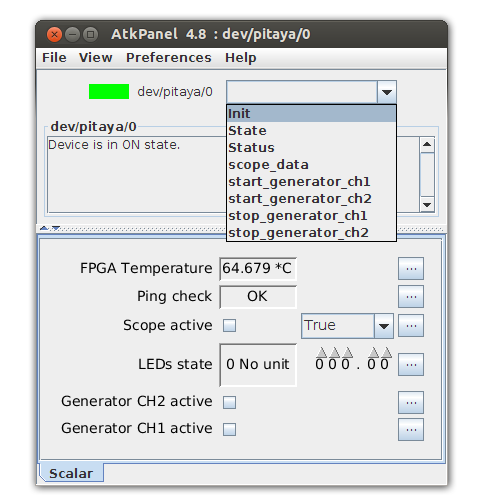 AtkPanel 4.8 : dev/pitaya/0
File View Preferences Help
dev/pitaya/0
dev/pitaya/0
Device is in ON state.
Init
State
Status
scope_data
start_generator_ch1
start_generator_ch2
stop_generator_ch1
stop_generator_ch2
FPGA Temperature 64.679 *C ...
Ping check OK ...
Scope active True ...
LEDs state 0 No unit 000.00 ...
Generator CH2 active ...
Generator CH1 active ...
Scalar